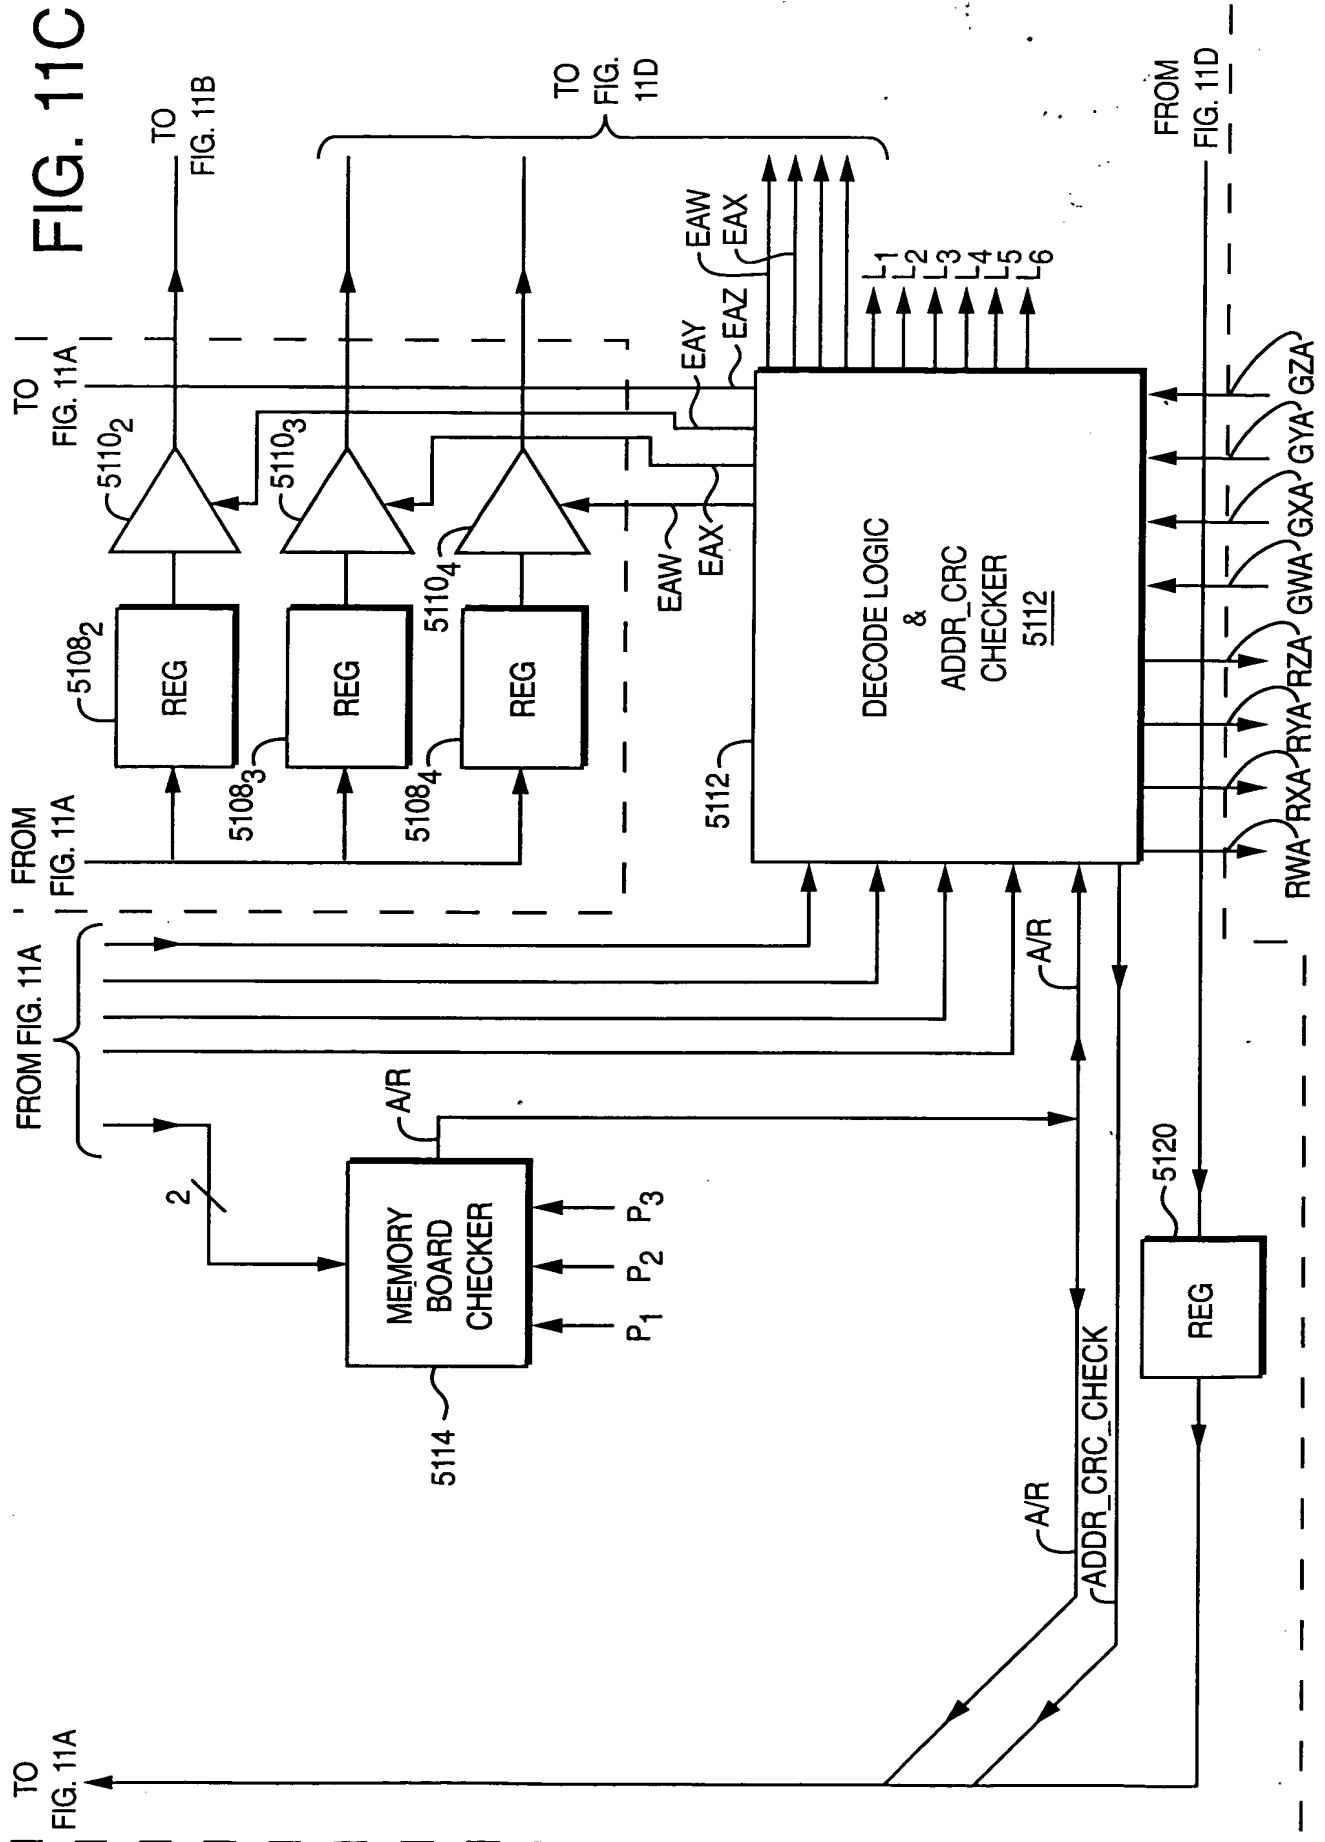 FIG. 11C
TO
FIG. 11A
TO
FIG. 11B
5110₂
5108₂
REG
FROM
FIG. 11A
5110₃
5108₃
REG
TO
FIG.
11D
5110₄
5108₄
REG
FROM FIG. 11A
EAW
EAX
EAY
EAZ
EAW
EAX
2
A/R
MEMORY
BOARD
CHECKER
5114
P₁
P₂
P₃
5112
DECODE LOGIC
&
ADDR_CRC
CHECKER
5112
L₁
L₂
L₃
L₄
L₅
L₆
A/R
A/R
ADDR_CRC_CHECK
FROM
FIG. 11D
5120
REG
RWA
RXA
RYA
RZA
GWA
GXA
GYA
GZA
TO
FIG. 11A